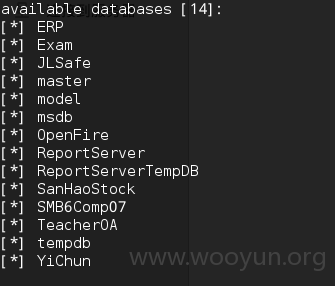 available databases [14]:
[*] ERP
[*] Exam
[*] JLSafe
[*] master
[*] model
[*] msdb
[*] OpenFire
[*] ReportServer
[*] ReportServerTempDB
[*] SanHaoStock
[*] SMB6Comp07
[*] TeacherOA
[*] tempdb
[*] YiChun
www.wooyun.org